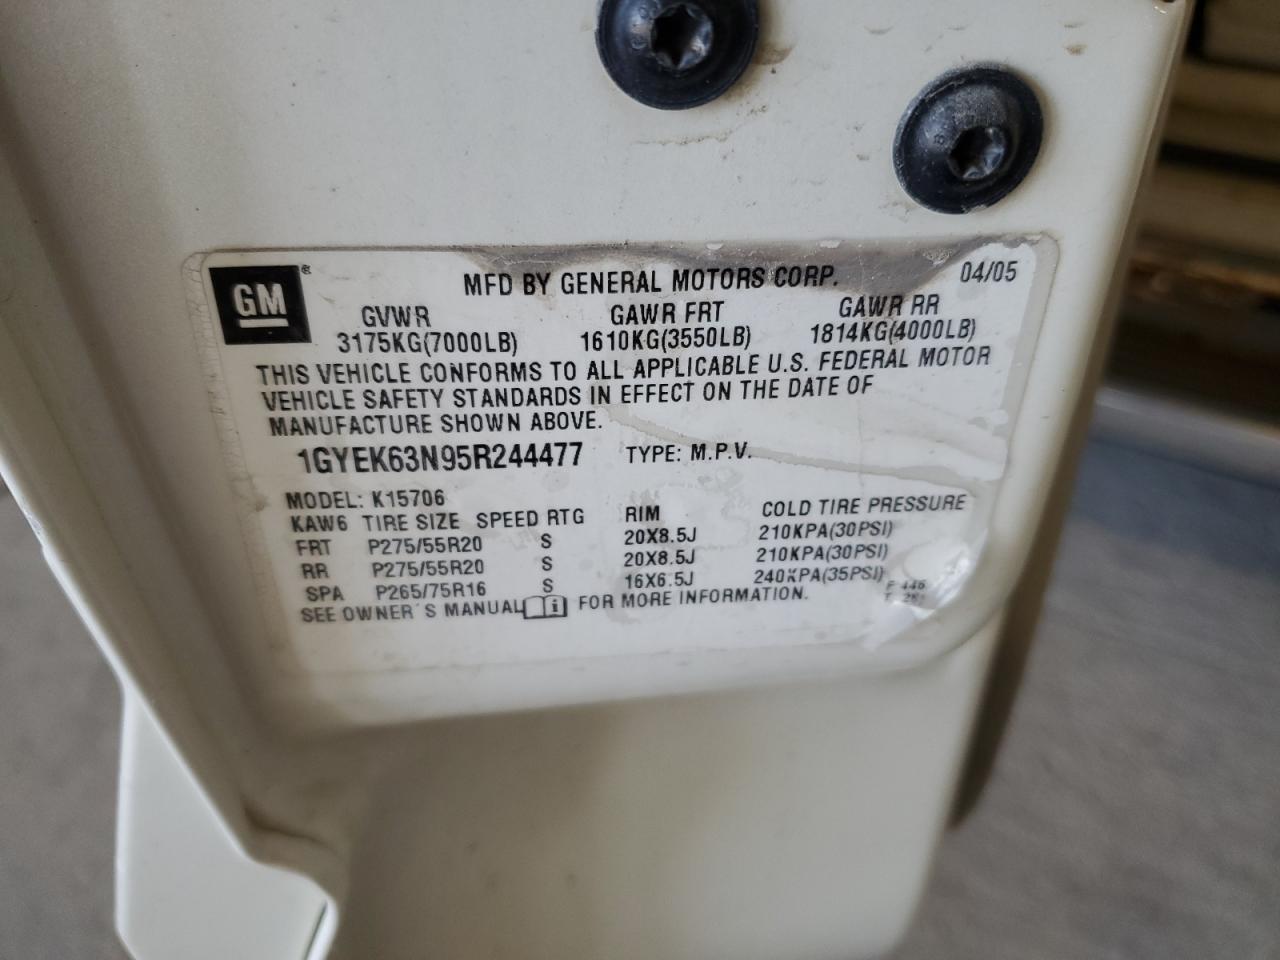 GM ®
MFD BY GENERAL MOTORS CORP. 04/05
GVWR GAWR FRT GAWR RR
3175KG(7000LB) 1610KG(3550LB) 1814KG(4000LB)
THIS VEHICLE CONFORMS TO ALL APPLICABLE U.S. FEDERAL MOTOR
VEHICLE SAFETY STANDARDS IN EFFECT ON THE DATE OF
MANUFACTURE SHOWN ABOVE.
1GYEK63N95R244477 TYPE: M.P.V.
MODEL: K15706
KAW6 TIRE SIZE SPEED RTG RIM COLD TIRE PRESSURE
FRT P275/55R20 S 20X8.5J 210KPA(30PSI)
RR P275/55R20 S 20X8.5J 210KPA(30PSI)
SPA P265/75R16 S 16X6.5J 240KPA(35PSI)
SEE OWNER'S MANUAL i FOR MORE INFORMATION.